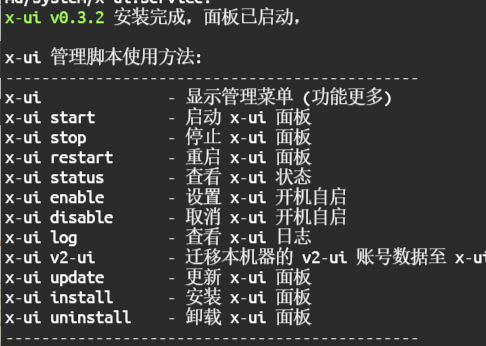 x-ui v0.3.2 安装完成，面板已启动，
x-ui 管理脚本使用方法:
----------------------------------------------
x-ui              - 显示管理菜单 (功能更多)
x-ui start        - 启动 x-ui 面板
x-ui stop         - 停止 x-ui 面板
x-ui restart      - 重启 x-ui 面板
x-ui status       - 查看 x-ui 状态
x-ui enable       - 设置 x-ui 开机自启
x-ui disable      - 取消 x-ui 开机自启
x-ui log          - 查看 x-ui 日志
x-ui v2-ui        - 迁移本机器的 v2-ui 账号数据至 x-ui
x-ui update       - 更新 x-ui 面板
x-ui install      - 安装 x-ui 面板
x-ui uninstall    - 卸载 x-ui 面板
----------------------------------------------